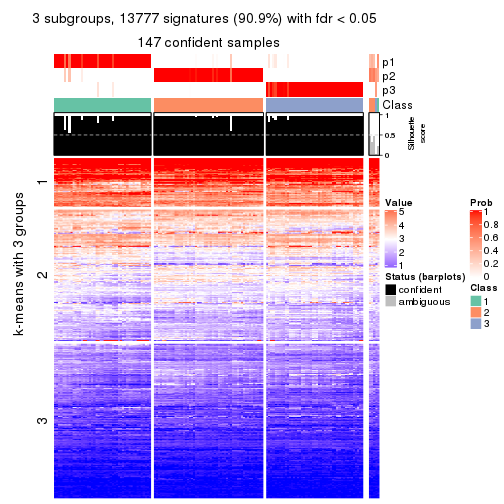 3 subgroups, 13777 signatures (90.9%) with fdr < 0.05
147 confident samples
p1
p2
p3
Class
1
0.5
0
Silhouette
score
k-means with 3 groups
1
2
3
Value
5
4
3
2
1
Status (barplots)
confident
ambiguous
Prob
1
0.8
0.6
0.4
0.2
0
Class
1
2
3